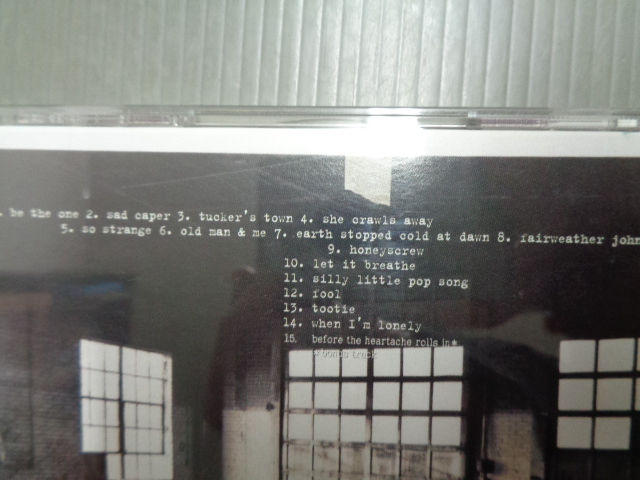 . be the one 2. sad caper 3. tucker's town 4. she crawls away
5. so strange 6. old man & me 7. earth stopped cold at dawn 8. fairweather john
9. honeyscrew
10. let it breathe
11. silly little pop song
12. fool
13. tootie
14. when I'm lonely
15. before the heartache rolls in*
* bonus track